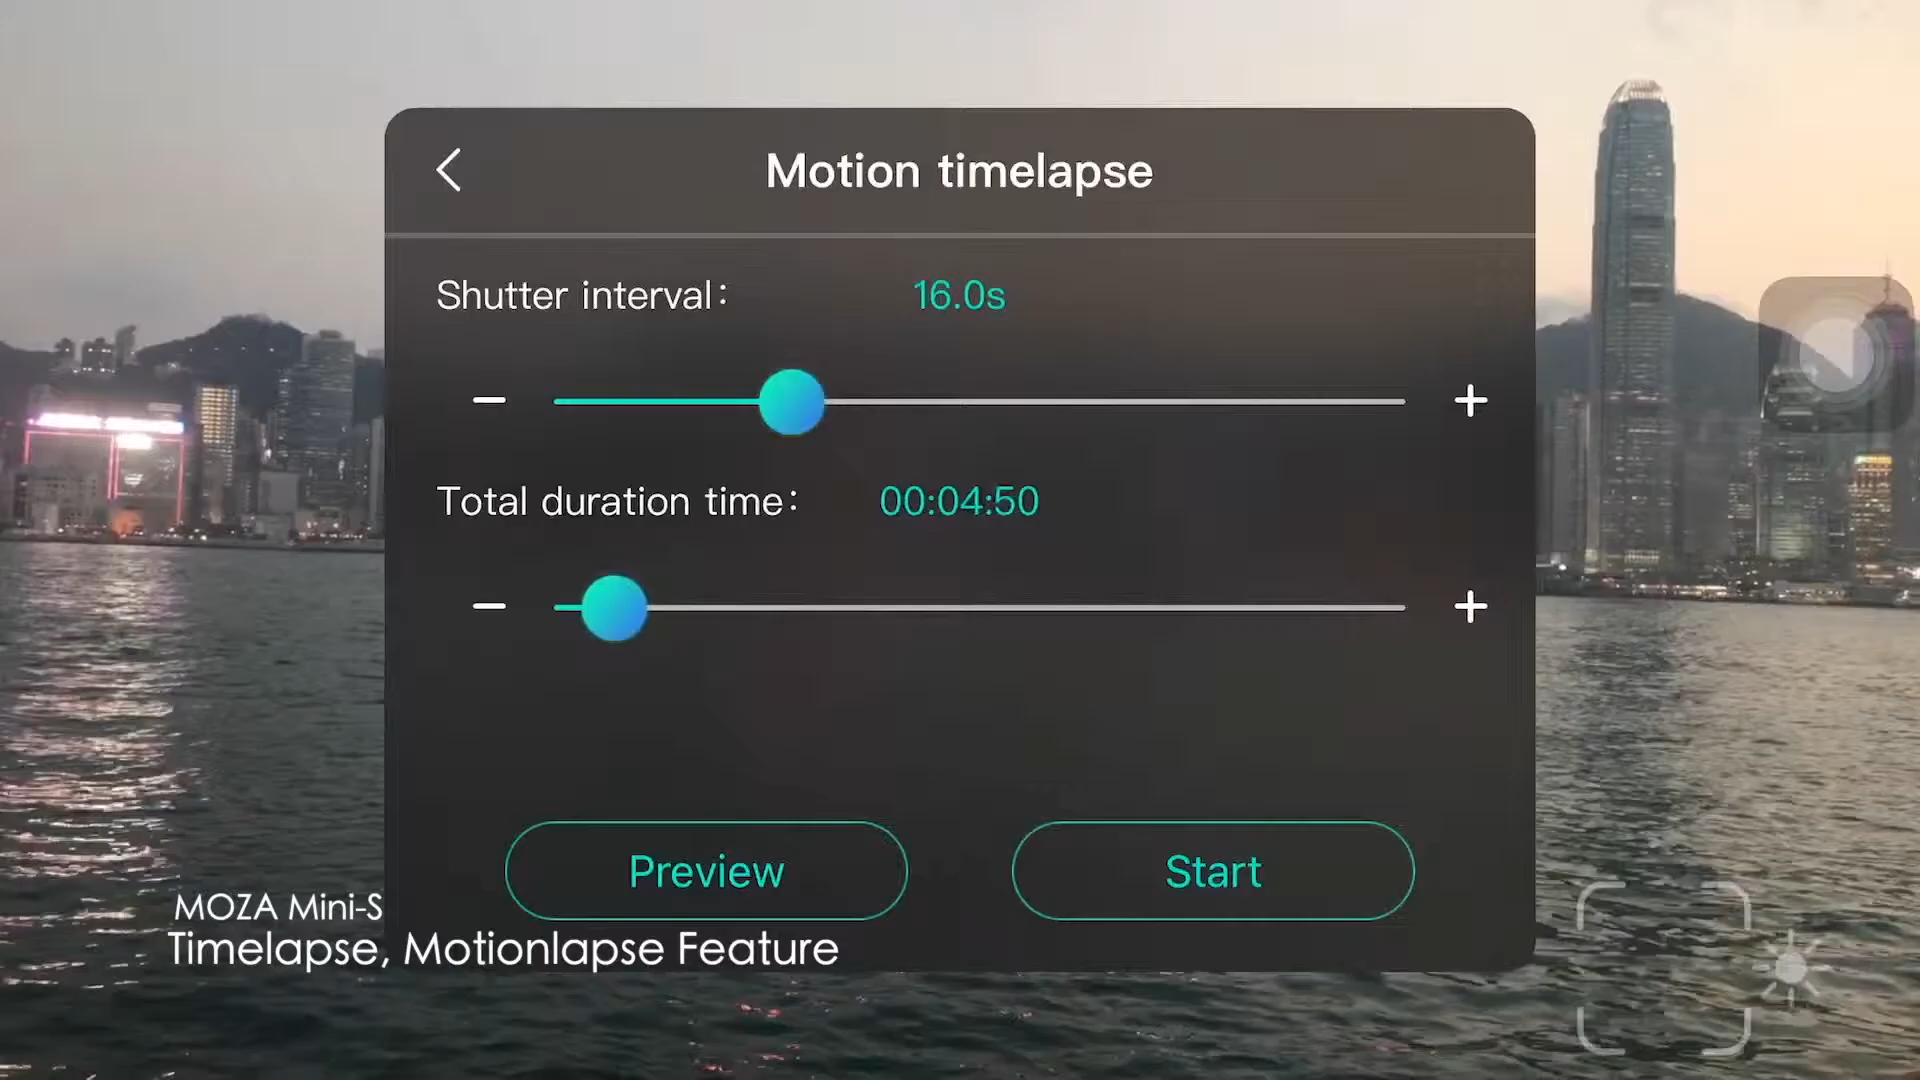 Motion timelapse
Shutter interval: 16.0s
Total duration time: 00:04:50
Preview Start
MOZA Mini-S
Timelapse, Motionlapse Feature